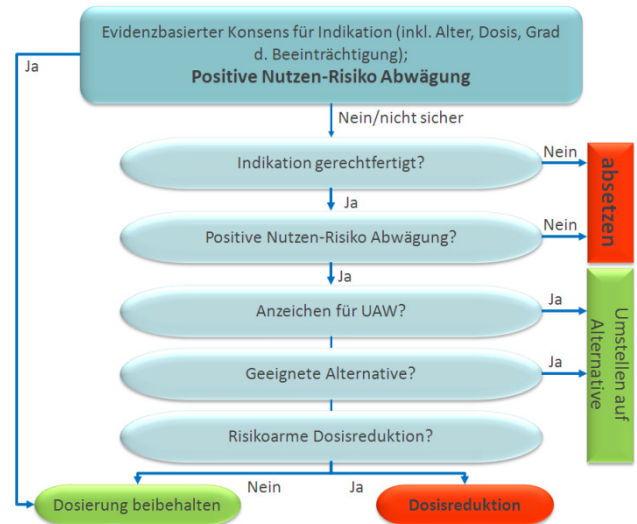 Evidenzbasierter Konsens für Indikation (inkl. Alter, Dosis, Grad
d. Beeinträchtigung);
Positive Nutzen-Risiko Abwägung
Ja
Nein/nicht sicher
Indikation gerechtfertigt?
Nein
absetzen
Ja
Positive Nutzen-Risiko Abwägung?
Nein
Ja
Anzeichen für UAW?
Ja
Umstellen auf
Alternative
Geeignete Alternative?
Ja
Risikoarme Dosisreduktion?
Nein
Ja
Dosierung beibehalten
Dosisreduktion